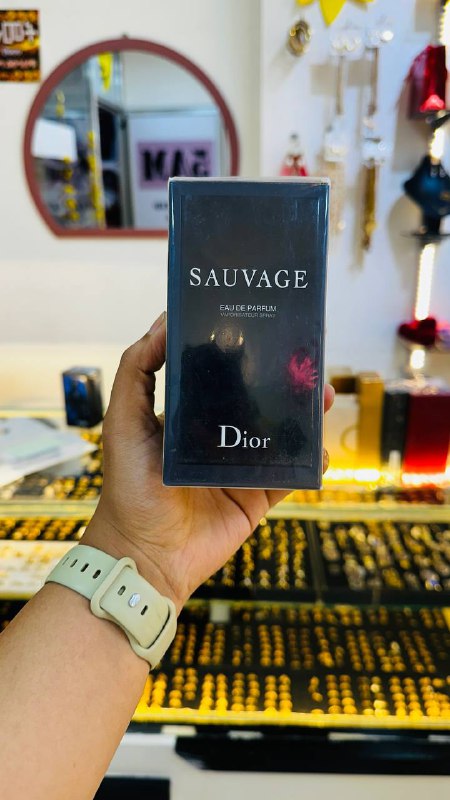 SAUVAGE
EAU DE PARFUM
VAPORISATEUR SPRAY
Dior